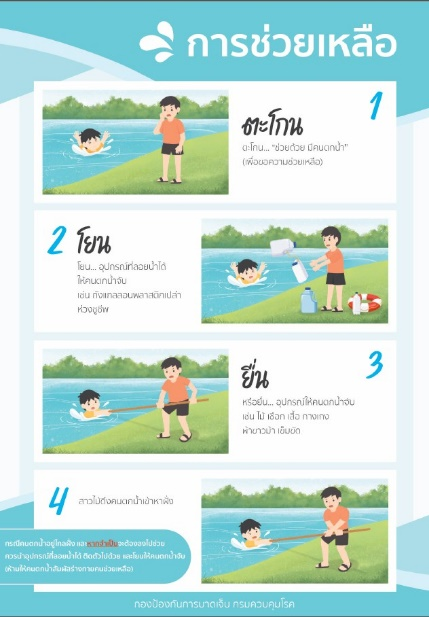 การช่วยเหลือ
1
ตะโกน
ตะโกน... "ช่วยด้วย มีคนตกน้ำ"
(เพื่อขอความช่วยเหลือ)
2 โยน
โยน... อุปกรณ์ที่ลอยน้ำได้
ให้คนตกน้ำจับ
เช่น ถังแกลลอนพลาสติกเปล่า
ห่วงชูชีพ
3
ยื่น
หรือยื่น... อุปกรณ์ให้คนตกน้ำจับ
เช่น ไม้ เชือก เสื้อ กางเกง
ผ้าขาวม้า เข็มขัด
4 สาวไม้ดึงคนตกน้ำเข้าหาฝั่ง
กรณีคนตกน้ำอยู่ไกลฝั่ง และหากจำเป็นจะต้องลงไปช่วย
ควรนำอุปกรณ์ที่ลอยน้ำได้ ติดตัวไปด้วย และโยนให้คนตกน้ำจับ
(ห้ามให้คนตกน้ำสัมผัสร่างกายคนช่วยเหลือ)
กองป้องกันการบาดเจ็บ กรมควบคุมโรค